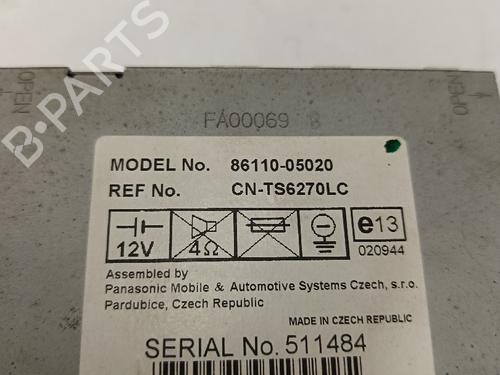 B-PARTS
OPEN
OPEN
FA00069
MODEL No. 86110-05020
REF No. CN-TS6270LC
12V
4Ω
e13
020944
Assembled by
Panasonic Mobile & Automotive Systems Czech, s.r.o.
Pardubice, Czech Republic
MADE IN CZECH REPUBLIC
SERIAL No. 511484